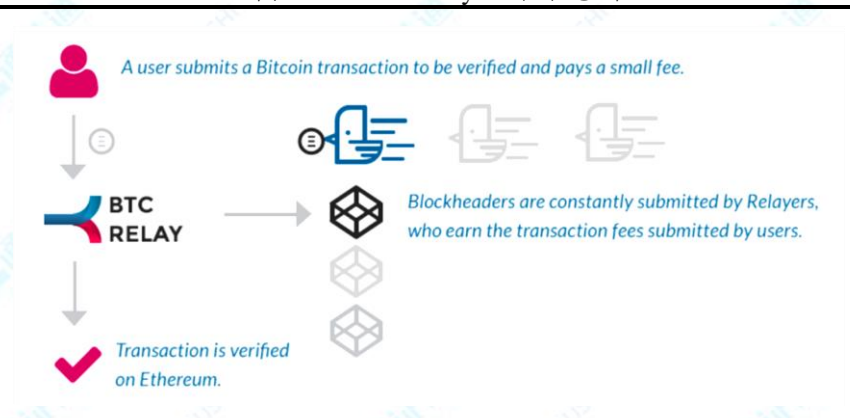 A user submits a Bitcoin transaction to be verified and pays a small fee.
BTC
RELAY
Blockheaders are constantly submitted by Relayers,
who earn the transaction fees submitted by users.
Transaction is verified
on Ethereum.